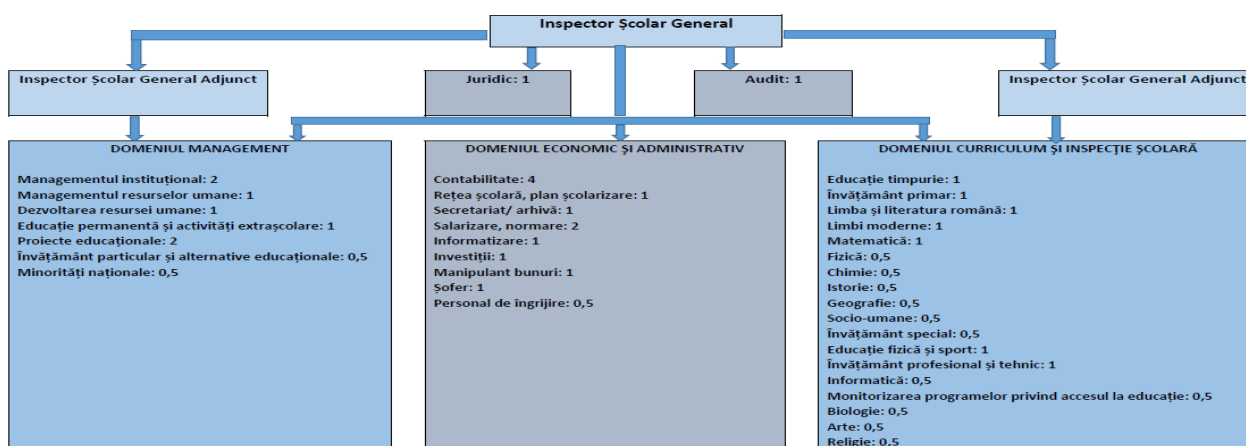 Inspector Școlar General
Inspector Școlar General Adjunct
Juridic: 1
Audit: 1
Inspector Școlar General Adjunct
DOMENIUL MANAGEMENT
Managementul instituțional: 2
Managementul resurselor umane: 1
Dezvoltarea resursei umane: 1
Educație permanentă și activități extrașcolare: 1
Proiecte educaționale: 2
Învățământ particular și alternative educaționale: 0,5
Minorități naționale: 0,5
DOMENIUL ECONOMIC ȘI ADMINISTRATIV
Contabilitate: 4
Rețea școlară, plan școlarizare: 1
Secretariat/ arhivă: 1
Salarizare, normare: 2
Informatizare: 1
Investiții: 1
Manipulant bunuri: 1
Șofer: 1
Personal de îngrijire: 0,5
DOMENIUL CURRICULUM ȘI INSPECȚIE ȘCOLARĂ
Educație timpurie: 1
Învățământ primar: 1
Limba și literatura română: 1
Limbi moderne: 1
Matematică: 1
Fizică: 0,5
Chimie: 0,5
Istorie: 0,5
Geografie: 0,5
Socio-umane: 0,5
Învățământ special: 0,5
Educație fizică și sport: 1
Învățământ profesional și tehnic: 1
Informatică: 0,5
Monitorizarea programelor privind accesul la educație: 0,5
Biologie: 0,5
Arte: 0,5
Religie: 0,5